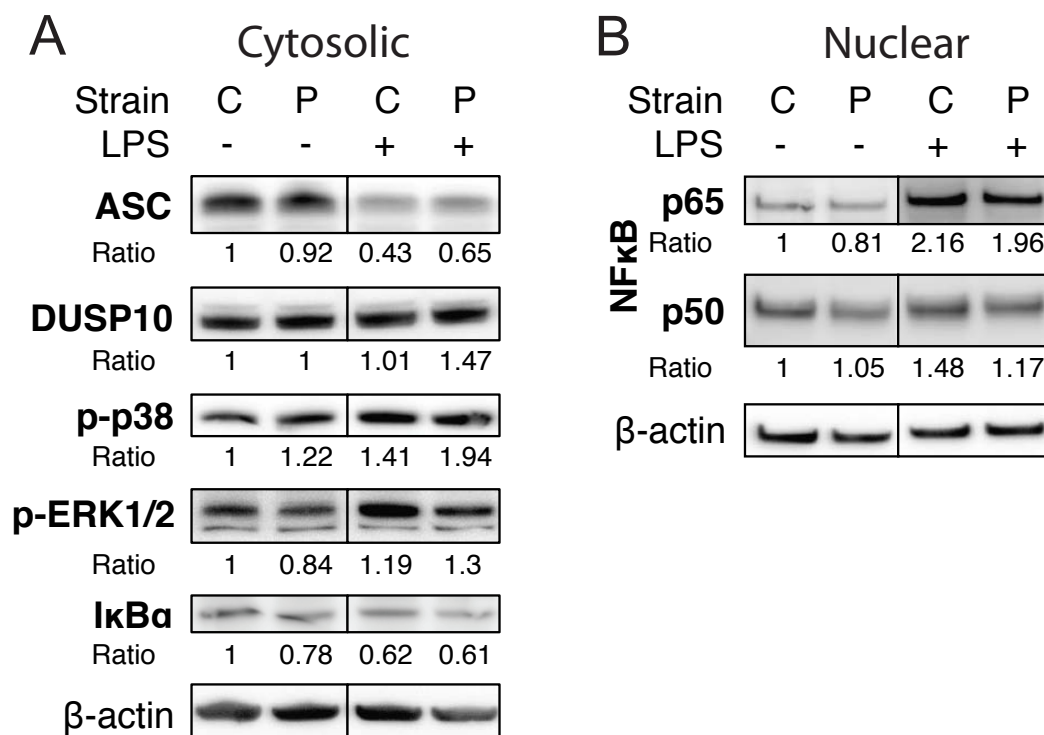 A Cytosolic
Strain C P C P
LPS - - + +
ASC
Ratio 1 0.92 0.43 0.65
DUSP10
Ratio 1 1 1.01 1.47
p-p38
Ratio 1 1.22 1.41 1.94
p-ERK1/2
Ratio 1 0.84 1.19 1.3
IκBα
Ratio 1 0.78 0.62 0.61
β-actin
B Nuclear
Strain C P C P
LPS - - + +
NFκB
p65
Ratio 1 0.81 2.16 1.96
p50
Ratio 1 1.05 1.48 1.17
β-actin